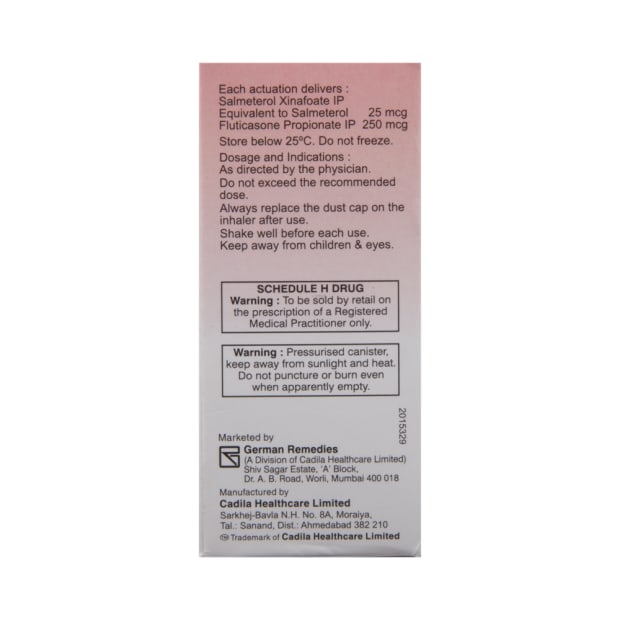 Each actuation delivers :
Salmeterol Xinafoate IP
Equivalent to Salmeterol 25 mcg
Fluticasone Propionate IP 250 mcg
Store below 25ºC. Do not freeze.
Dosage and Indications :
As directed by the physician.
Do not exceed the recommended
dose.
Always replace the dust cap on the
inhaler after use.
Shake well before each use.
Keep away from children & eyes.
SCHEDULE H DRUG
Warning : To be sold by retail on
the prescription of a Registered
Medical Practitioner only.
Warning : Pressurised canister,
keep away from sunlight and heat.
Do not puncture or burn even
when apparently empty.
2015329
Marketed by
German Remedies
(A Division of Cadila Healthcare Limited)
Shiv Sagar Estate, 'A' Block,
Dr. A. B. Road, Worli, Mumbai 400 018
Manufactured by
Cadila Healthcare Limited
Sarkhej-Bavla N.H. No. 8A, Moraiya,
Tal.: Sanand, Dist.: Ahmedabad 382 210
Trademark of Cadila Healthcare Limited